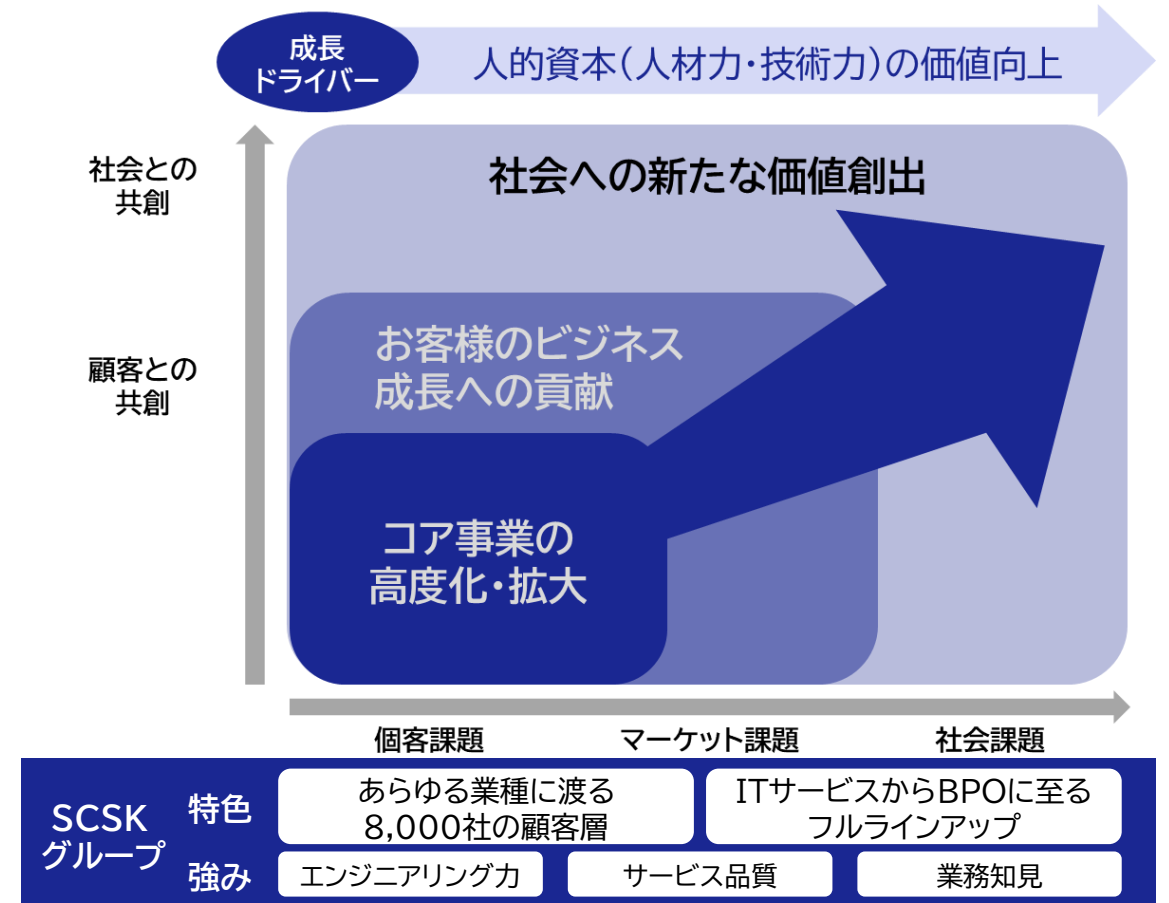 成長
ドライバー
人的資本(人材力・技術力)の価値向上
社会との
共創
社会への新たな価値創出
顧客との
共創
お客様のビジネス
成長への貢献
コア事業の
高度化・拡大
個客課題
マーケット課題
社会課題
SCSK
グループ
特色
あらゆる業種に渡る
8,000社の顧客層
ITサービスからBPOに至る
フルラインアップ
強み
エンジニアリング力
サービス品質
業務知見